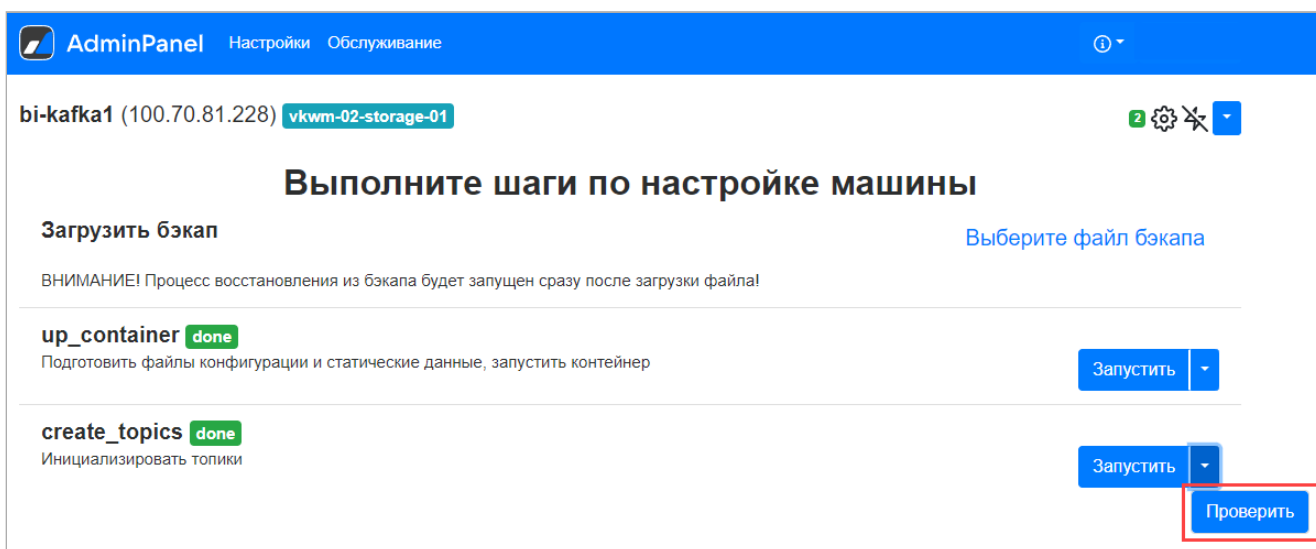 AdminPanel Настройки Обслуживание
bi-kafka1 (100.70.81.228) vkwm-02-storage-01 2
Выполните шаги по настройке машины
Загрузить бэкап Выберите файл бэкапа
ВНИМАНИЕ! Процесс восстановления из бэкапа будет запущен сразу после загрузки файла!
up_container done
Подготовить файлы конфигурации и статические данные, запустить контейнер
Запустить
create_topics done
Инициализировать топики
Запустить
Проверить